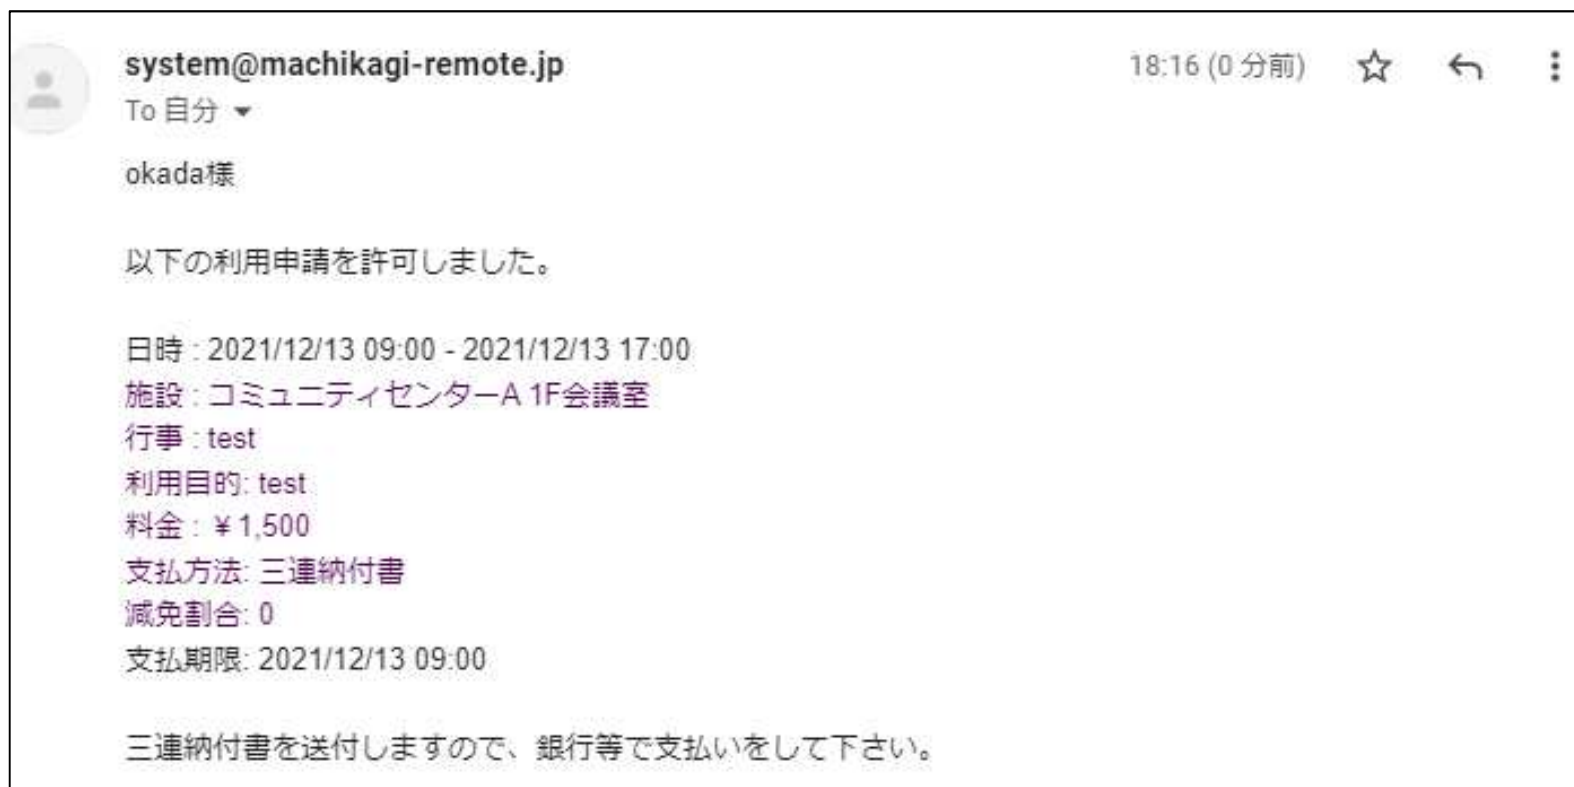 system@machikagi-remote.jp
18:16 (0 分前)
To 自分
okada様
以下の利用申請を許可しました。
日時 : 2021/12/13 09:00 - 2021/12/13 17:00
施設 : コミュニティセンターA 1F会議室
行事 : test
利用目的: test
料金 : ￥1,500
支払方法: 三連納付書
減免割合: 0
支払期限: 2021/12/13 09:00
三連納付書を送付しますので、銀行等で支払いをして下さい。